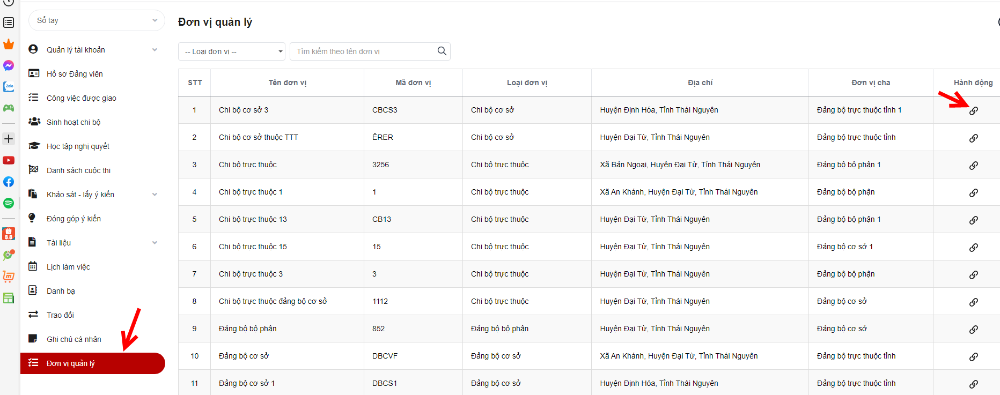 Sổ tay
Quản lý tài khoản
Hồ sơ Đảng viên
Công việc được giao
Sinh hoạt chi bộ
Học tập nghị quyết
Danh sách cuộc thi
Khảo sát - lấy ý kiến
Đóng góp ý kiến
Tài liệu
Lịch làm việc
Danh bạ
Trao đổi
Ghi chú cá nhân
Đơn vị quản lý
Zalo
8.8
Đơn vị quản lý
-- Loại đơn vị -- Tìm kiếm theo tên đơn vị
STT Tên đơn vị Mã đơn vị Loại đơn vị Địa chỉ Đơn vị cha Hành động
1 Chi bộ cơ sở 3 CBCS3 Chi bộ cơ sở Huyện Định Hóa, Tỉnh Thái Nguyên Đảng bộ trực thuộc tỉnh 1
2 Chi bộ cơ sở thuộc TTT ÊRER Chi bộ cơ sở Huyện Đại Từ, Tỉnh Thái Nguyên Đảng bộ trực thuộc tỉnh
3 Chi bộ trực thuộc 3256 Chi bộ trực thuộc Xã Bản Ngoại, Huyện Đại Từ, Tỉnh Thái Nguyên Đảng bộ bộ phận 1
4 Chi bộ trực thuộc 1 1 Chi bộ trực thuộc Xã An Khánh, Huyện Đại Từ, Tỉnh Thái Nguyên Đảng bộ bộ phận
5 Chi bộ trực thuộc 13 CB13 Chi bộ trực thuộc Huyện Đại Từ, Tỉnh Thái Nguyên Đảng bộ bộ phận 1
6 Chi bộ trực thuộc 15 15 Chi bộ trực thuộc Huyện Đại Từ, Tỉnh Thái Nguyên Đảng bộ cơ sở 1
7 Chi bộ trực thuộc 3 3 Chi bộ trực thuộc Huyện Đại Từ, Tỉnh Thái Nguyên Đảng bộ bộ phận
8 Chi bộ trực thuộc đảng bộ cơ sở 1112 Chi bộ trực thuộc Huyện Đại Từ, Tỉnh Thái Nguyên Đảng bộ cơ sở
9 Đảng bộ bộ phận 852 Đảng bộ bộ phận Huyện Đại Từ, Tỉnh Thái Nguyên Đảng bộ cơ sở
10 Đảng bộ cơ sở DBCVF Đảng bộ cơ sở Xã An Khánh, Huyện Đại Từ, Tỉnh Thái Nguyên Đảng bộ trực thuộc tỉnh
11 Đảng bộ cơ sở 1 DBCS1 Đảng bộ cơ sở Huyện Định Hóa, Tỉnh Thái Nguyên Đảng bộ trực thuộc tỉnh